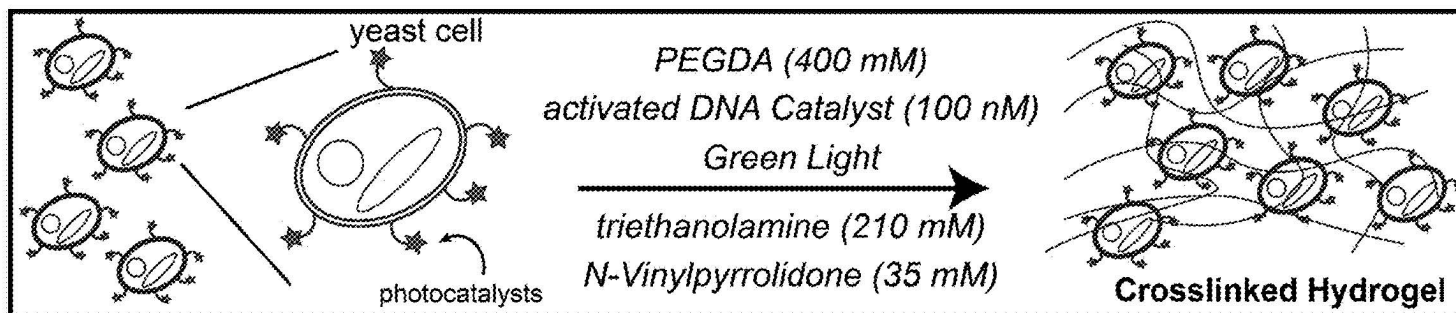 yeast cell
photocatalysts
PEGDA (400 mM)
activated DNA Catalyst (100 nM)
Green Light
triethanolamine (210 mM)
N-Vinylpyrrolidone (35 mM)
Crosslinked Hydrogel